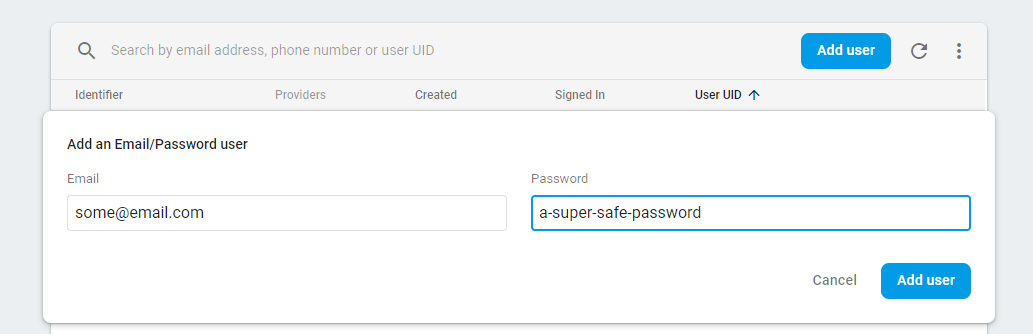 Search by email address, phone number or user UID
Add user
Identifier Providers Created Signed In User UID
Add an Email/Password user
Email Password
some@email.com a-super-safe-password
Cancel Add user